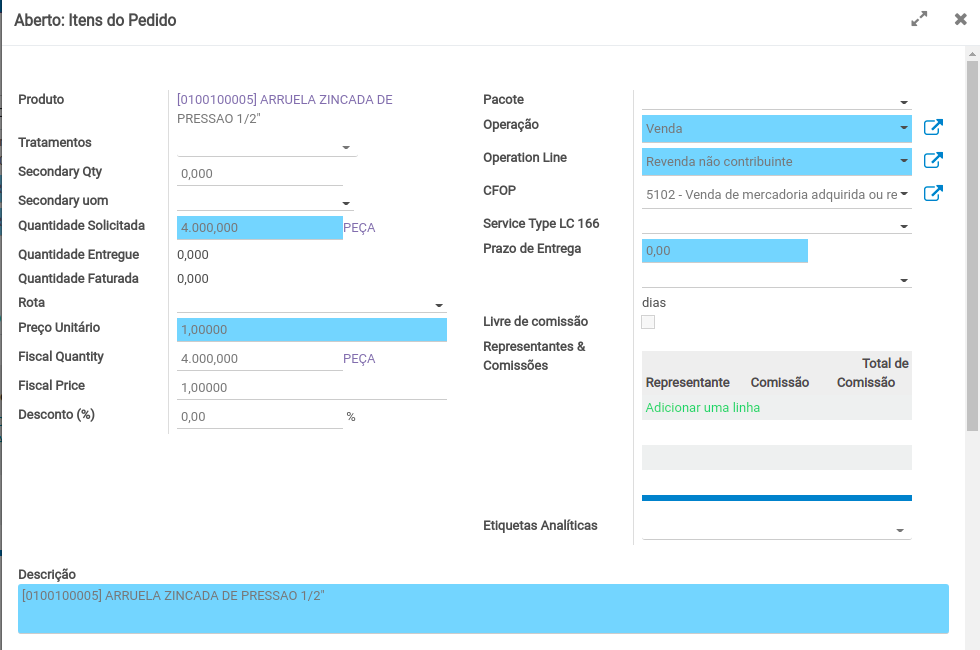 Aberto: Itens do Pedido
Produto
[0100100005] ARRUELA ZINCADA DE
PRESSAO 1/2"
Tratamentos
Secondary Qty
0,000
Secondary uom
Quantidade Solicitada
4.000,000
PEÇA
Quantidade Entregue
0,000
Quantidade Faturada
0,000
Rota
Preço Unitário
1,00000
Fiscal Quantity
4.000,000
PEÇA
Fiscal Price
1,00000
Desconto (%)
0,00
%
Pacote
Operação
Venda
Operation Line
Revenda não contribuinte
CFOP
5102 - Venda de mercadoria adquirida ou re
Service Type LC 166
Prazo de Entrega
0,00
dias
Livre de comissão
Representantes &
Comissões
Representante
Comissão
Total de
Comissão
Adicionar uma linha
Etiquetas Analíticas
Descrição
[0100100005] ARRUELA ZINCADA DE PRESSAO 1/2"